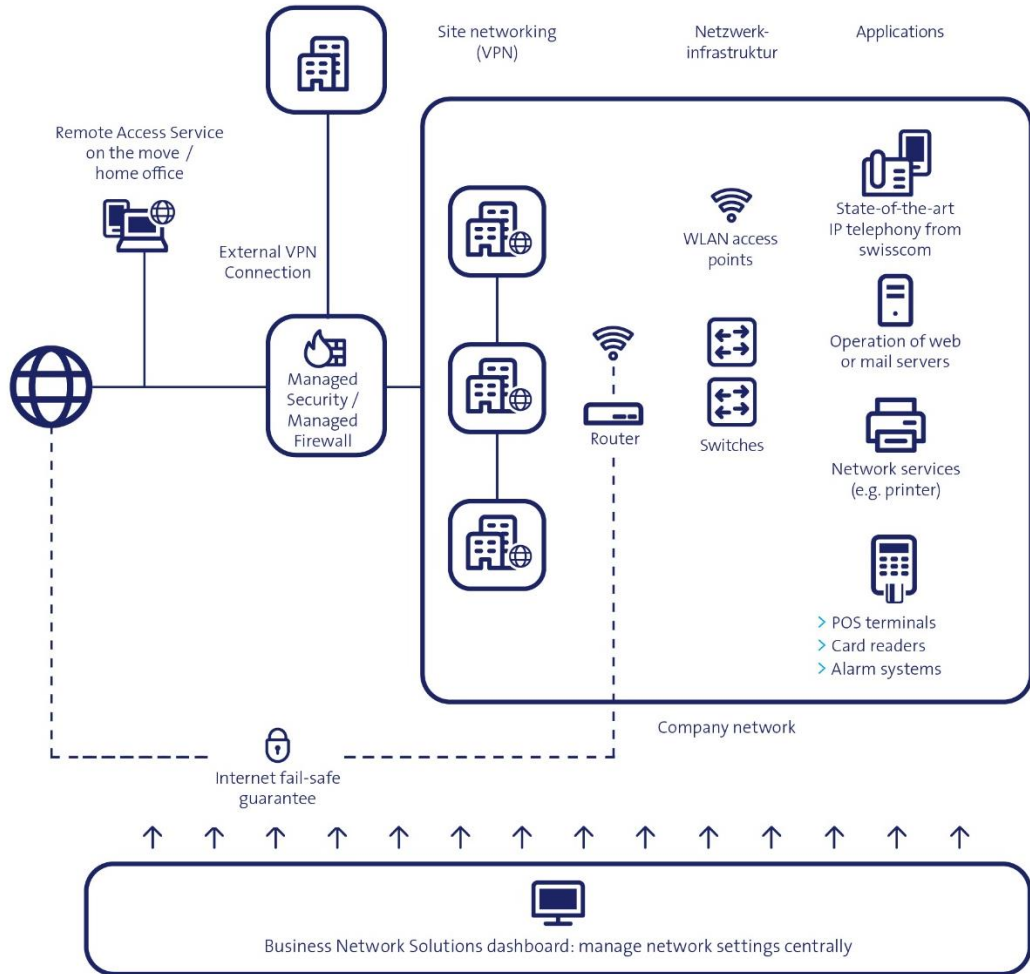 Site networking
(VPN)
Netzwerk-
infrastruktur
Applications
Remote Access Service
on the move /
home office
External VPN
Connection
Managed
Security /
Managed
Firewall
Router
WLAN access
points
Switches
State-of-the-art
IP telephony from
swisscom
Operation of web
or mail servers
Network services
(e.g. printer)
> POS terminals
> Card readers
> Alarm systems
Company network
Internet fail-safe
guarantee
Business Network Solutions dashboard: manage network settings centrally